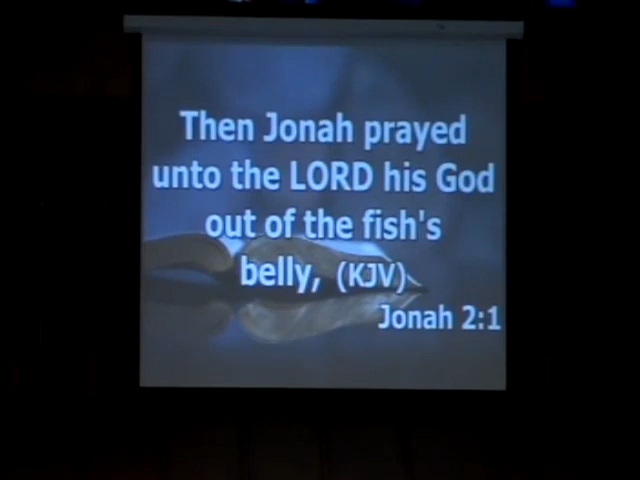 Then Jonah prayed
unto the LORD his God
out of the fish's
belly, (KJV)
Jonah 2:1